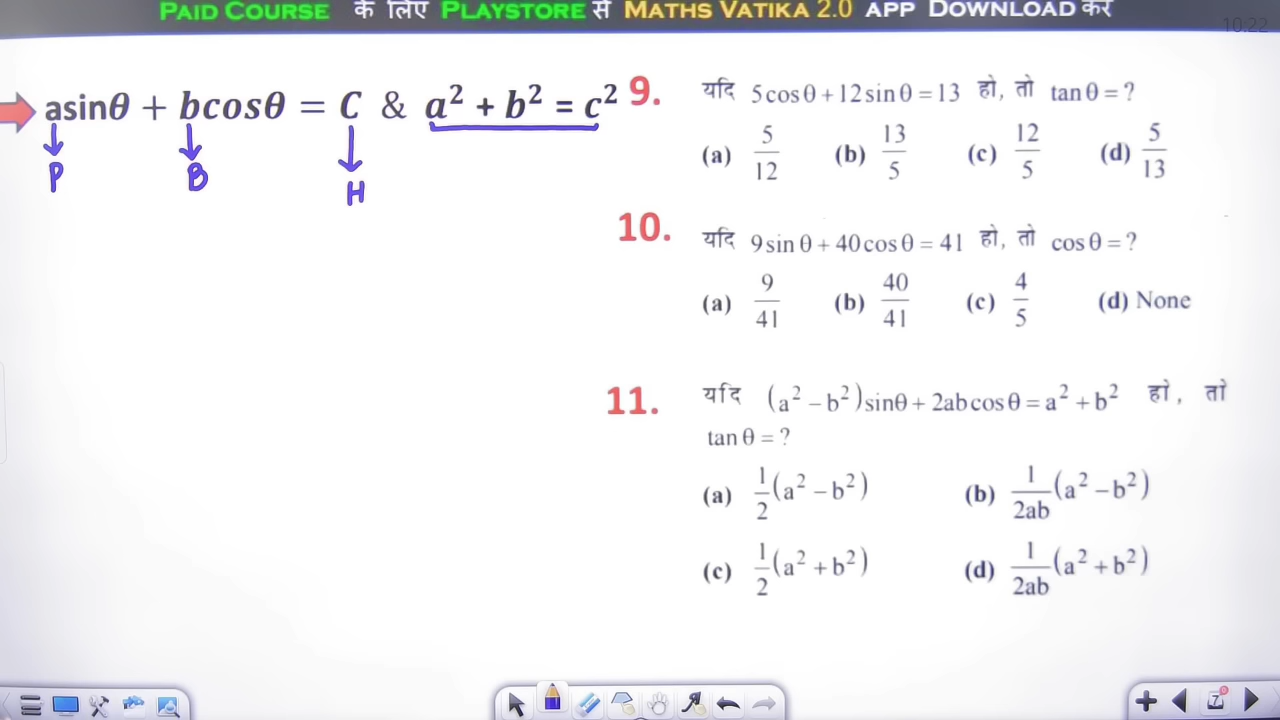 PAID COURSE के लिए PLAYSTORE से MATHS VATIKA 2.0 APP DOWNLOAD करें
10:22
asinθ + bcosθ = C & a² + b² = c²
P B H
9. यदि 5cosθ + 12sinθ = 13 हो, तो tanθ = ?
(a) 5/12 (b) 13/5 (c) 12/5 (d) 5/13
10. यदि 9sinθ + 40cosθ = 41 हो, तो cosθ = ?
(a) 9/41 (b) 40/41 (c) 4/5 (d) None
11. यदि (a² – b²)sinθ + 2abcosθ = a² + b² हो, तो
tanθ = ?
(a) 1/2(a² – b²) (b) 1/2ab(a² – b²)
(c) 1/2(a² + b²) (d) 1/2ab(a² + b²)